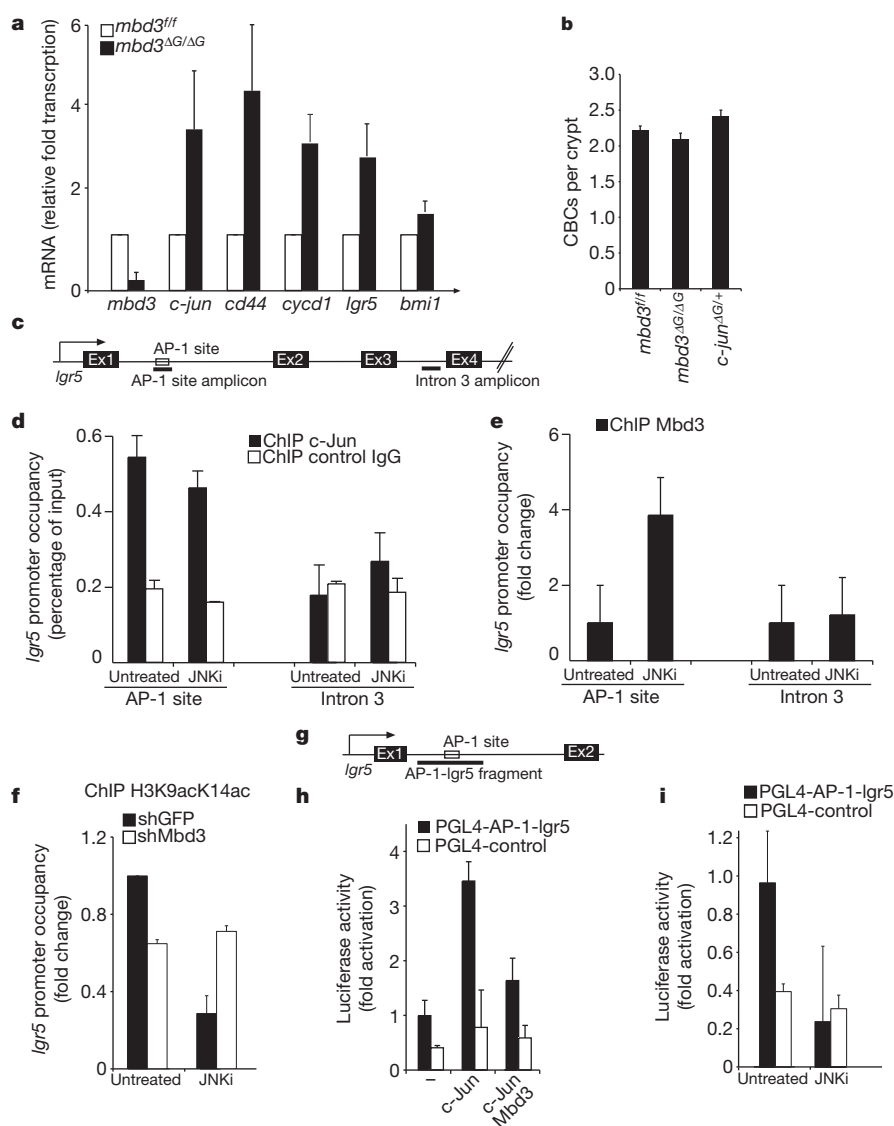 a
mbd3f/f
mbd3ΔG/ΔG
mRNA (relative fold transcription)
6
4
2
0
mbd3 c-jun cd44 cycd1 lgr5 bmi1
b
CBCs per crypt
3.0
2.5
2.0
1.5
1.0
0.5
0
mbd3f/f
mbd3ΔG/ΔG
c-junΔG/+
c
AP-1 site
Ex1 Ex2 Ex3 Ex4
lgr5
AP-1 site amplicon
Intron 3 amplicon
d
ChIP c-Jun
ChIP control IgG
lgr5 promoter occupancy
(percentage of input)
0.6
0.4
0.2
0
Untreated JNKi Untreated JNKi
AP-1 site Intron 3
e
ChIP Mbd3
lgr5 promoter occupancy
(fold change)
6
4
2
0
Untreated JNKi Untreated JNKi
AP-1 site Intron 3
g
AP-1 site
Ex1 Ex2
lgr5
AP-1-lgr5 fragment
f
ChIP H3K9acK14ac
shGFP
shMbd3
lgr5 promoter occupancy
(fold change)
1.2
0.8
0.4
0
Untreated JNKi
h
PGL4-AP-1-lgr5
PGL4-control
Luciferase activity
(fold activation)
4
3
2
1
0
–
c-Jun
c-Jun
Mbd3
i
PGL4-AP-1-lgr5
PGL4-control
Luciferase activity
(fold activation)
1.2
1.0
0.8
0.6
0.4
0.2
0
Untreated JNKi